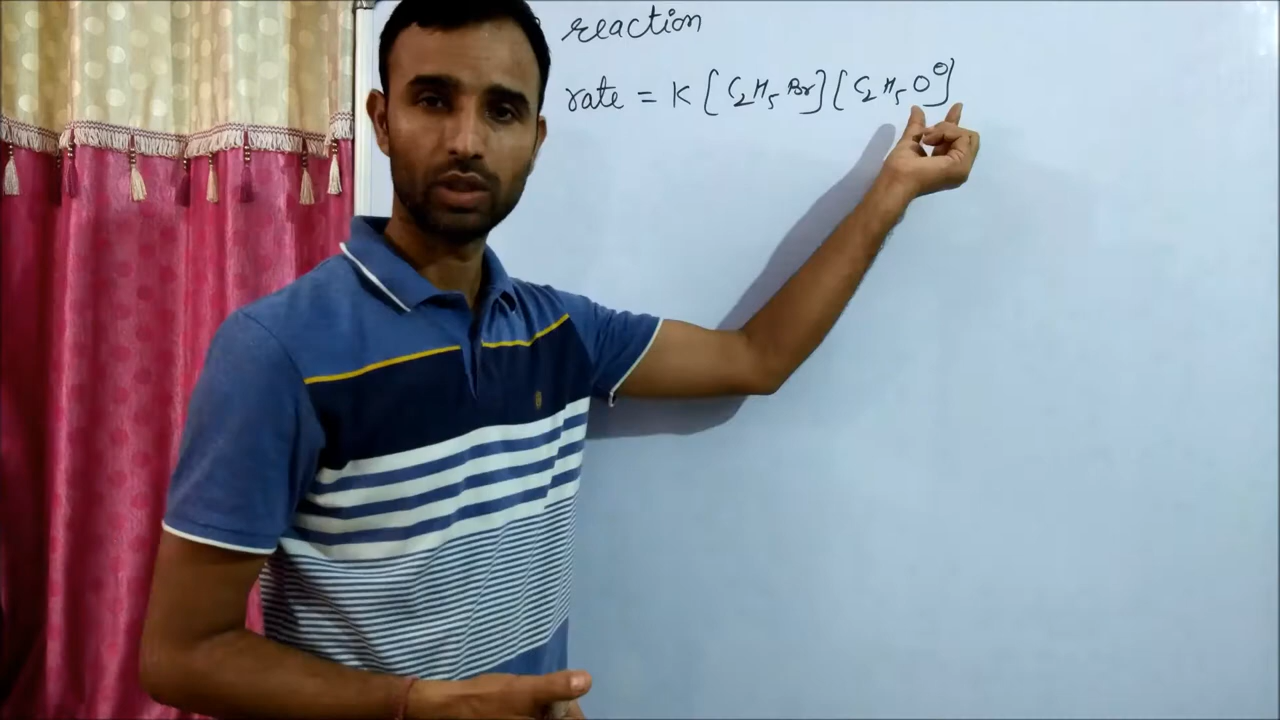 reaction
rate = K [C₂H₅Br][C₂H₅O⊖]